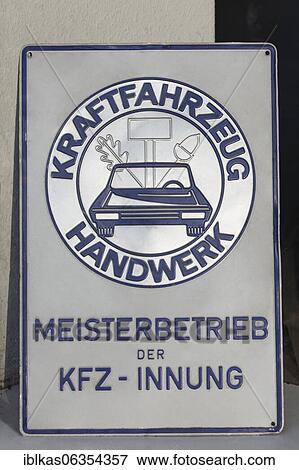 KRAFTFAHRZEUG
HANDWERK
MEISTERBETRIEB
DER
KFZ - INNUNG
iblkas06354357 www.fotosearch.com